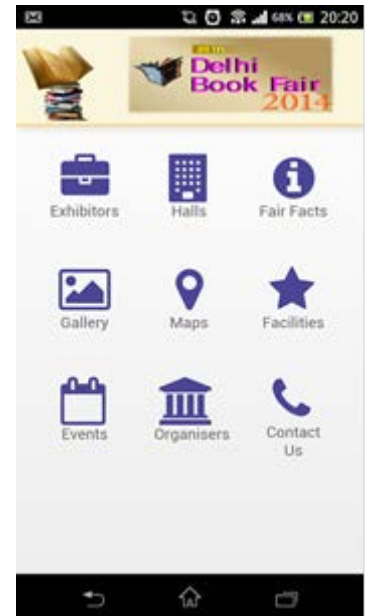 68% 20:20
Delhi
Book Fair
2014
Exhibitors Halls Fair Facts
Gallery Maps Facilities
Events Organisers Contact
Us